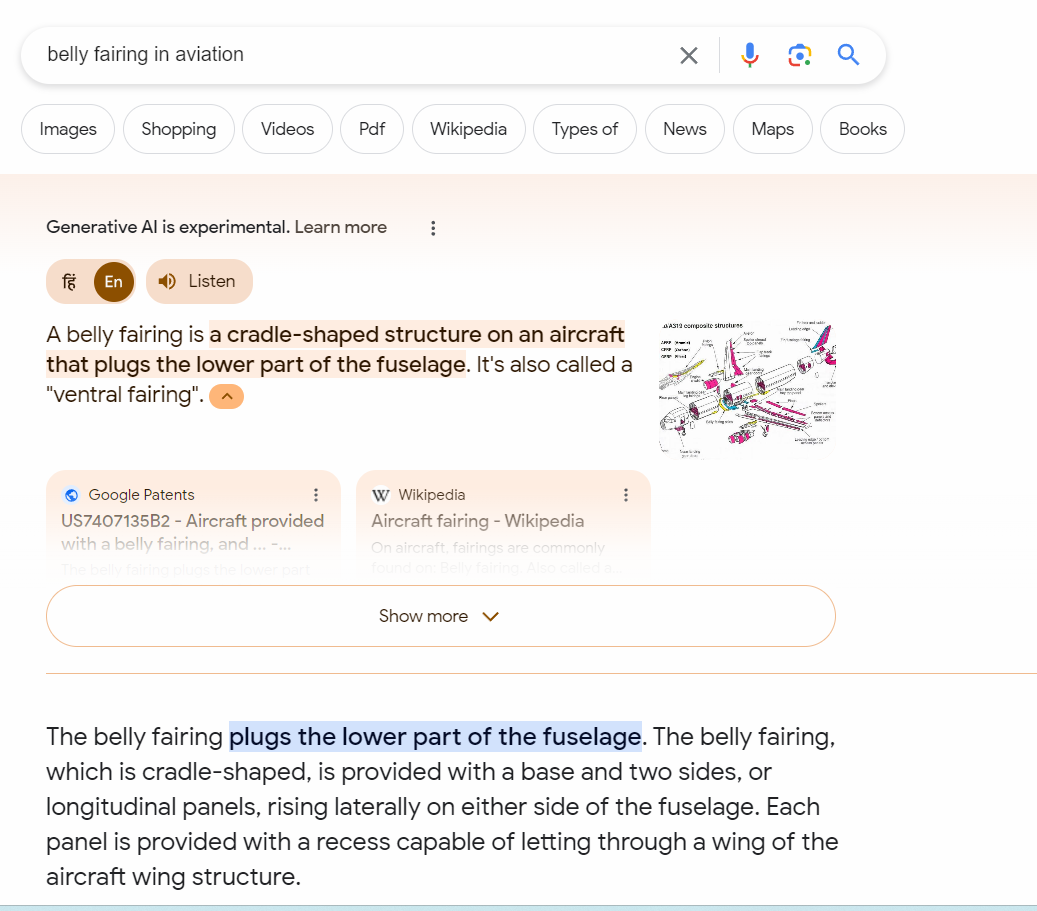 belly fairing in aviation
Images
Shopping
Videos
Pdf
Wikipedia
Types of
News
Maps
Books
Generative AI is experimental. Learn more
हिं
En
Listen
A belly fairing is a cradle-shaped structure on an aircraft
that plugs the lower part of the fuselage. It's also called a
"ventral fairing".
/A319 composite structures
Google Patents
US7407135B2 - Aircraft provided
with a belly fairing, and ... -...
The belly fairing plugs the lower part
Wikipedia
Aircraft fairing - Wikipedia
On aircraft, fairings are commonly
found on: Belly fairing. Also called a...
Show more
The belly fairing plugs the lower part of the fuselage. The belly fairing,
which is cradle-shaped, is provided with a base and two sides, or
longitudinal panels, rising laterally on either side of the fuselage. Each
panel is provided with a recess capable of letting through a wing of the
aircraft wing structure.